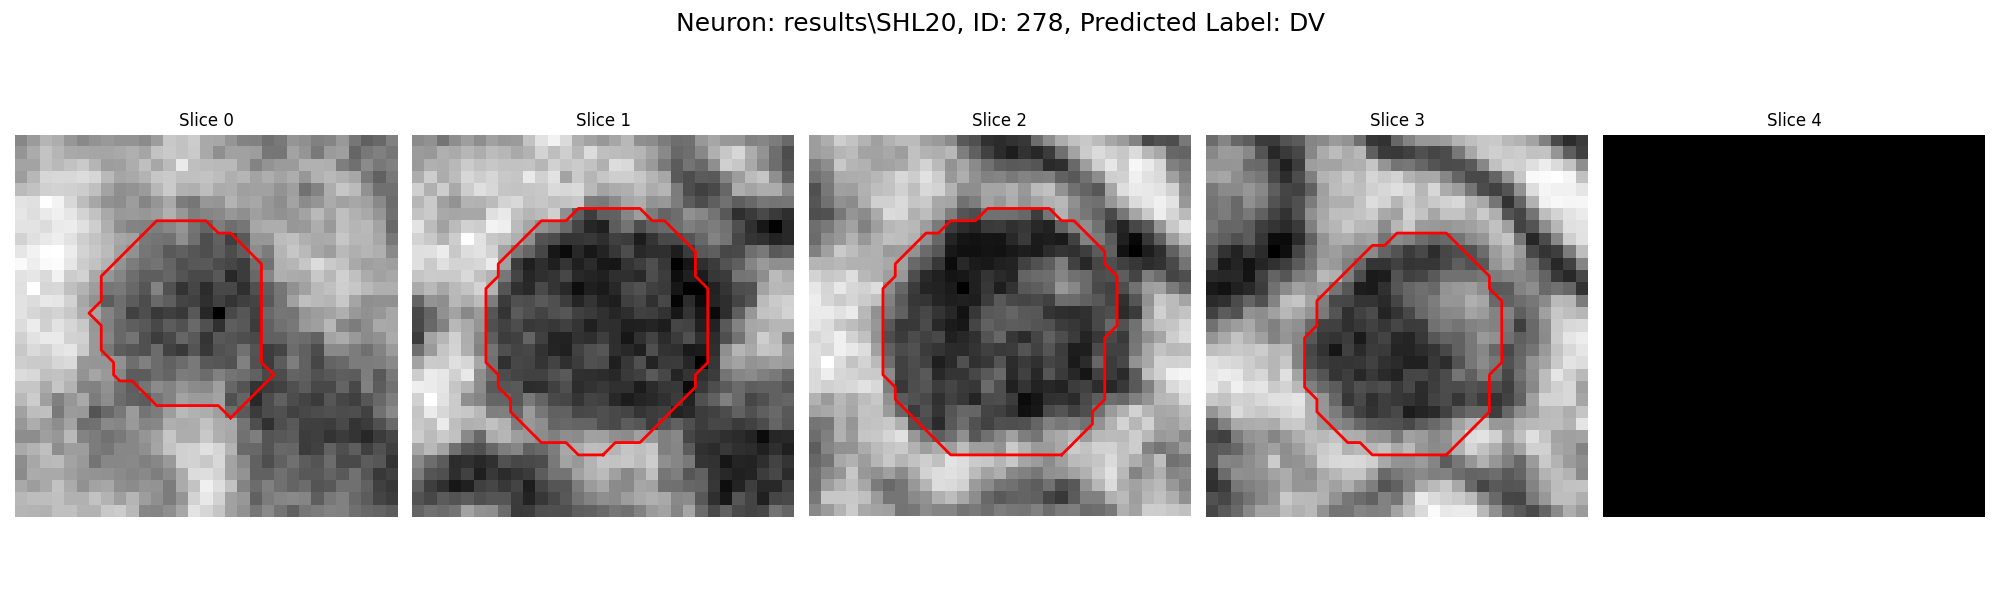 Neuron: results\SHL20, ID: 278, Predicted Label: DV
Slice 0
Slice 1
Slice 2
Slice 3
Slice 4